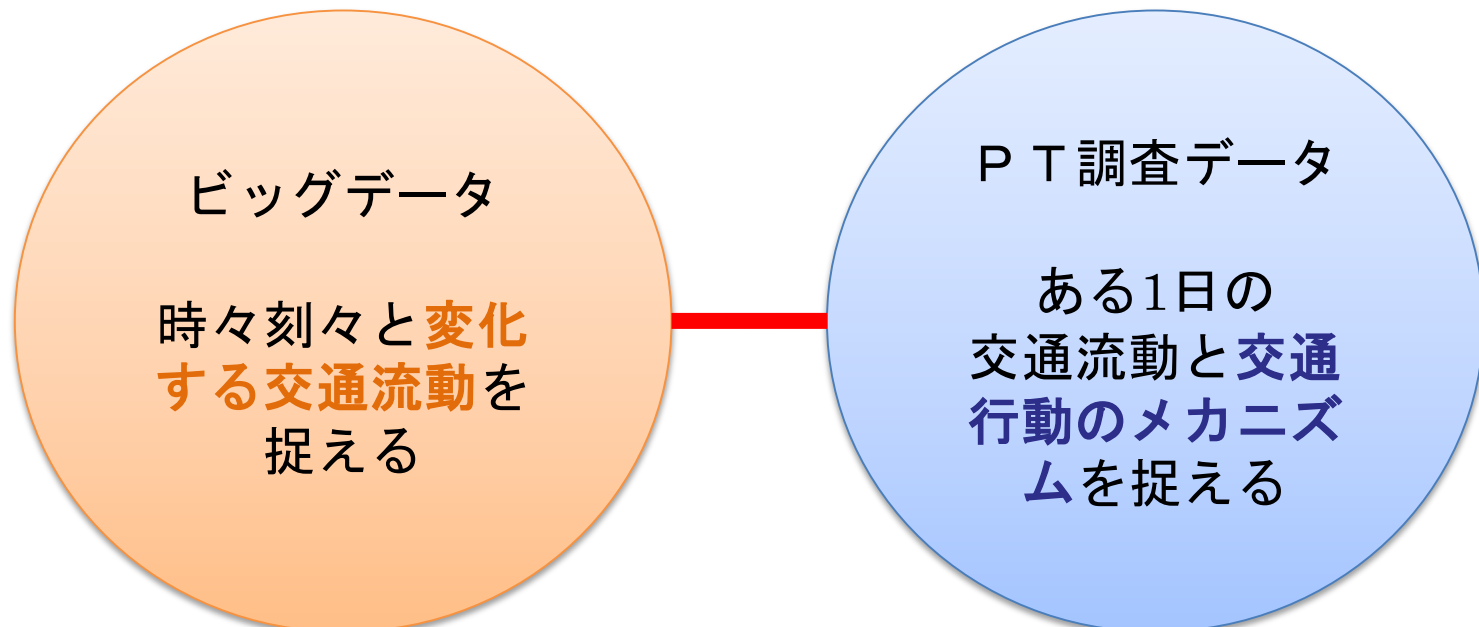 ビッグデータ
時々刻々と変化
する交通流動を
捉える
ＰＴ調査データ
ある1日の
交通流動と交通
行動のメカニズ
ムを捉える